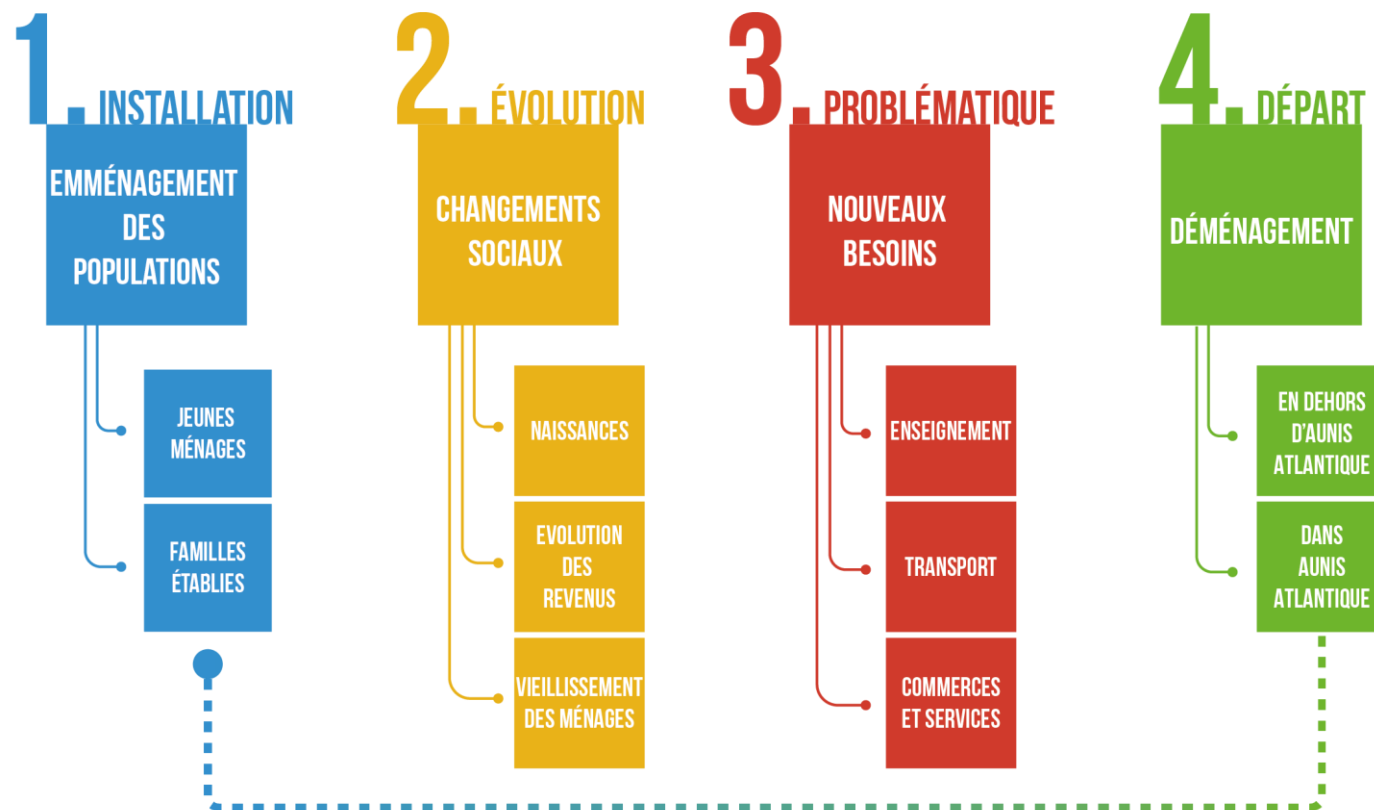 1. INSTALLATION
EMMÉNAGEMENT
DES
POPULATIONS
JEUNES
MÉNAGES
FAMILLES
ÉTABLIES
2. ÉVOLUTION
CHANGEMENTS
SOCIAUX
NAISSANCES
EVOLUTION
DES
REVENUS
VIEILLISSEMENT
DES MÉNAGES
3. PROBLÉMATIQUE
NOUVEAUX
BESOINS
ENSEIGNEMENT
TRANSPORT
COMMERCES
ET SERVICES
4. DÉPART
DÉMÉNAGEMENT
EN DEHORS
D'AUNIS
ATLANTIQUE
DANS
AUNIS
ATLANTIQUE